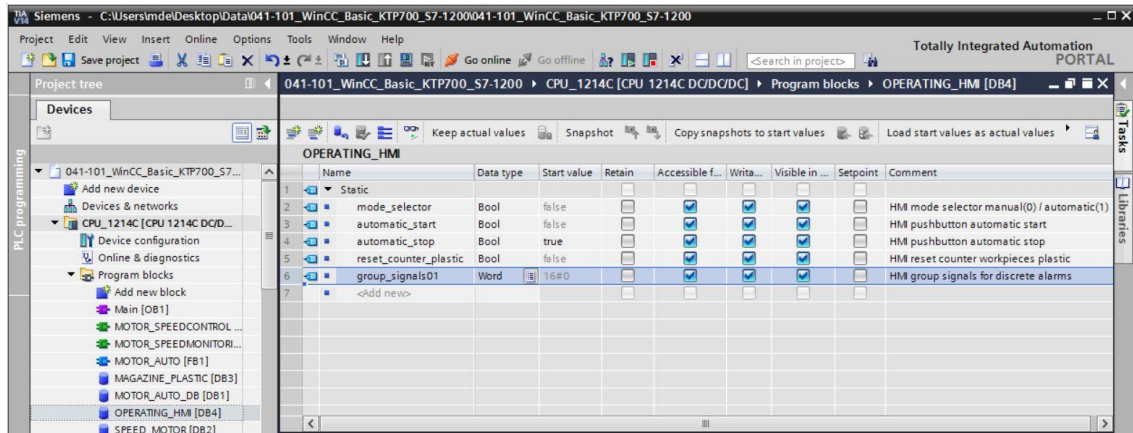 Siemens - C:\Users\mde\Desktop\Data\041-101_WinCC_Basic_KTP700_S7-1200\041-101_WinCC_Basic_KTP700_S7-1200
Project Edit View Insert Online Options Tools Window Help
Totally Integrated Automation
PORTAL
Save project Go online Go offline <Search in project>
Project tree
041-101_WinCC_Basic_KTP700_S7-1200 CPU_1214C [CPU 1214C DC/DC/DC] Program blocks OPERATING_HMI [DB4]
Devices
Keep actual values Snapshot Copy snapshots to start values Load start values as actual values
OPERATING_HMI
Name Data type Start value Retain Accessible f... Writa... Visible in ... Setpoint Comment
1 Static
2 mode_selector Bool false HMI mode selector manual(0) / automatic(1)
3 automatic_start Bool false HMI pushbutton automatic start
4 automatic_stop Bool true HMI pushbutton automatic stop
5 reset_counter_plastic Bool false HMI reset counter workpieces plastic
6 group_signals01 Word 16#0 HMI group signals for discrete alarms
7 <Add new>
041-101_WinCC_Basic_KTP700_S7...
Add new device
Devices & networks
CPU_1214C [CPU 1214C DC/D...
Device configuration
Online & diagnostics
Program blocks
Add new block
Main [OB1]
MOTOR_SPEEDCONTROL ...
MOTOR_SPEEDMONITORI...
MOTOR_AUTO [FB1]
MAGAZINE_PLASTIC [DB3]
MOTOR_AUTO_DB [DB1]
OPERATING_HMI [DB4]
SPEED_MOTOR [DB2]
PLC programming
Tasks
Libraries